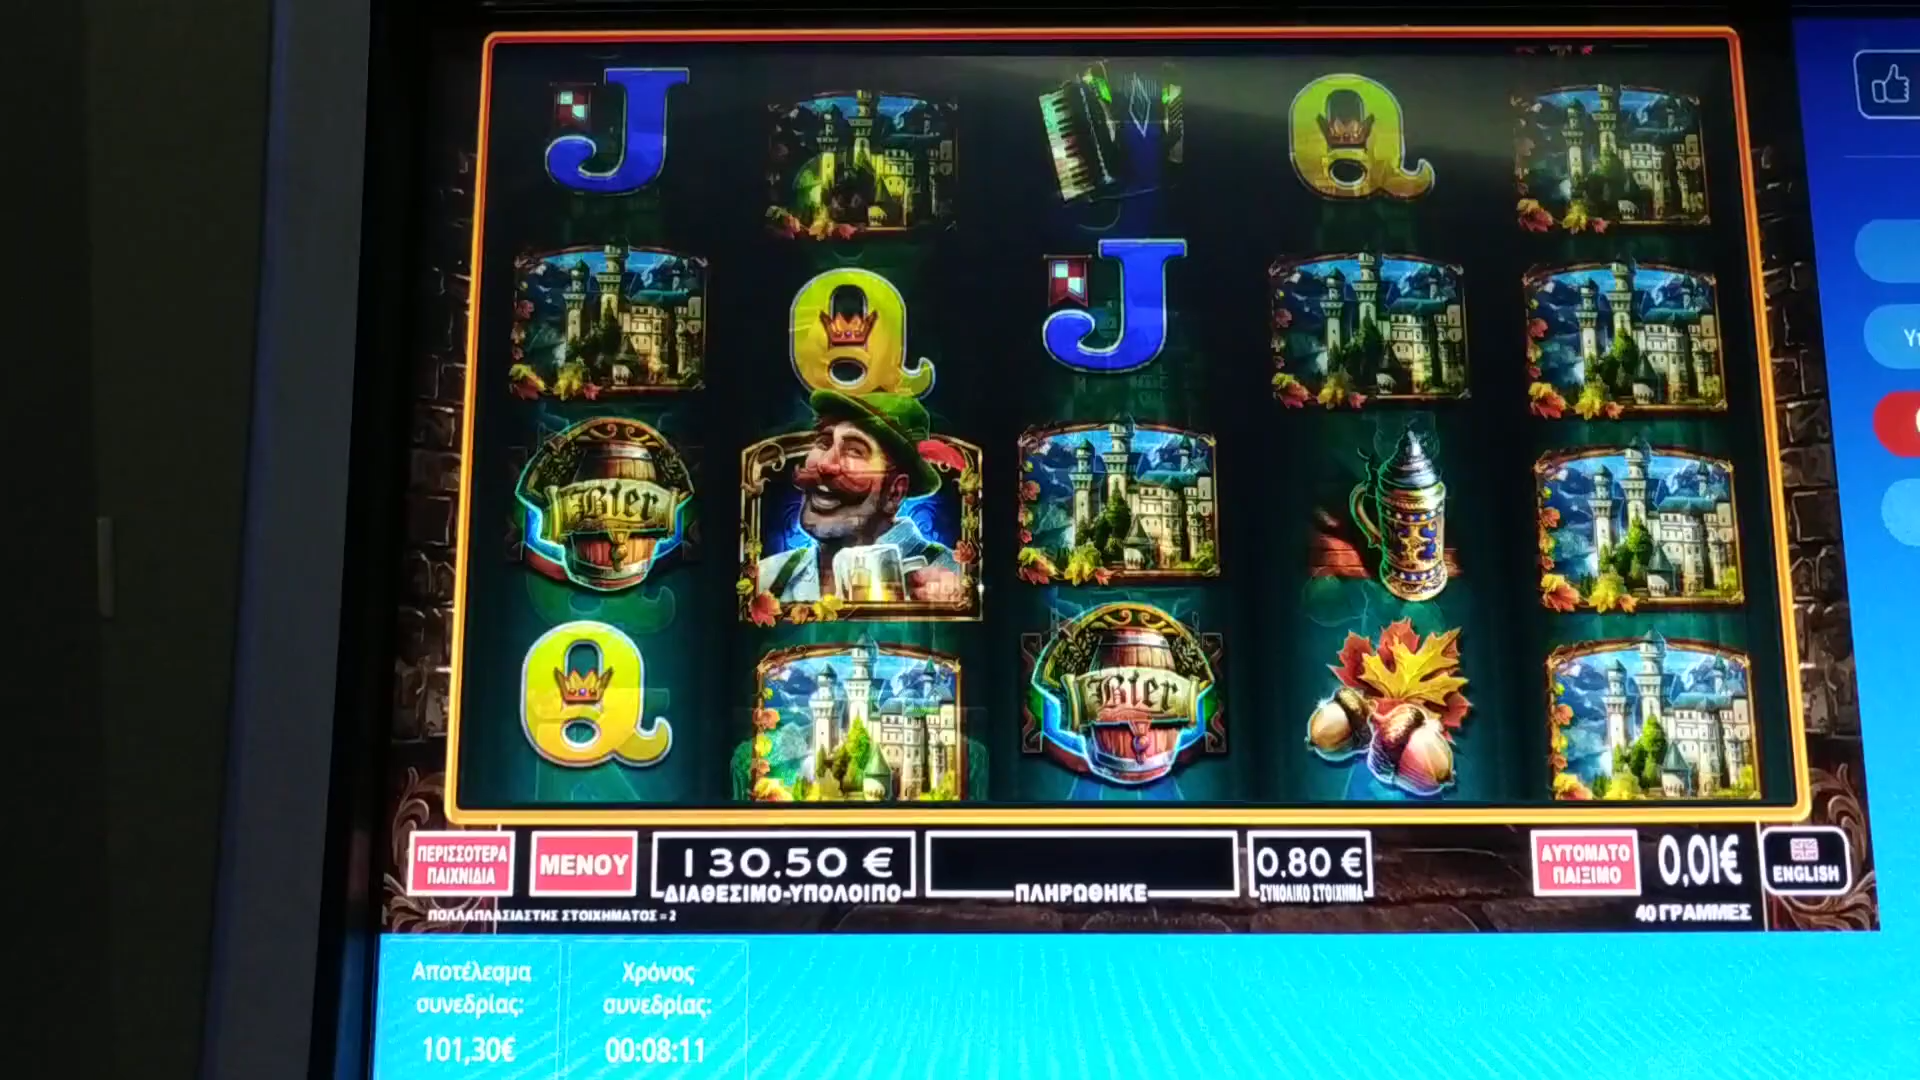 J
Q
Q
J
Bier
Q
Bier
ΠΕΡΙΣΣΟΤΕΡΑ
ΠΑΙΧΝΙΔΙΑ
ΜΕΝΟΥ
130.50 €
ΔΙΑΘΕΣΙΜΟ-ΥΠΟΛΟΙΠΟ
ΠΛΗΡΩΘΗΚΕ
0.80 €
ΣΥΝΟΛΙΚΟ ΣΤΟΙΧΗΜΑ
ΑΥΤΟΜΑΤΟ
ΠΑΙΞΙΜΟ
0,01€
ENGLISH
ΠΟΛΛΑΠΛΑΣΙΑΣΤΗΣ ΣΤΟΙΧΗΜΑΤΟΣ = 2
40 ΓΡΑΜΜΕΣ
Αποτέλεσμα
συνεδρίας:
101,30€
Χρόνος
συνεδρίας:
00:08:11